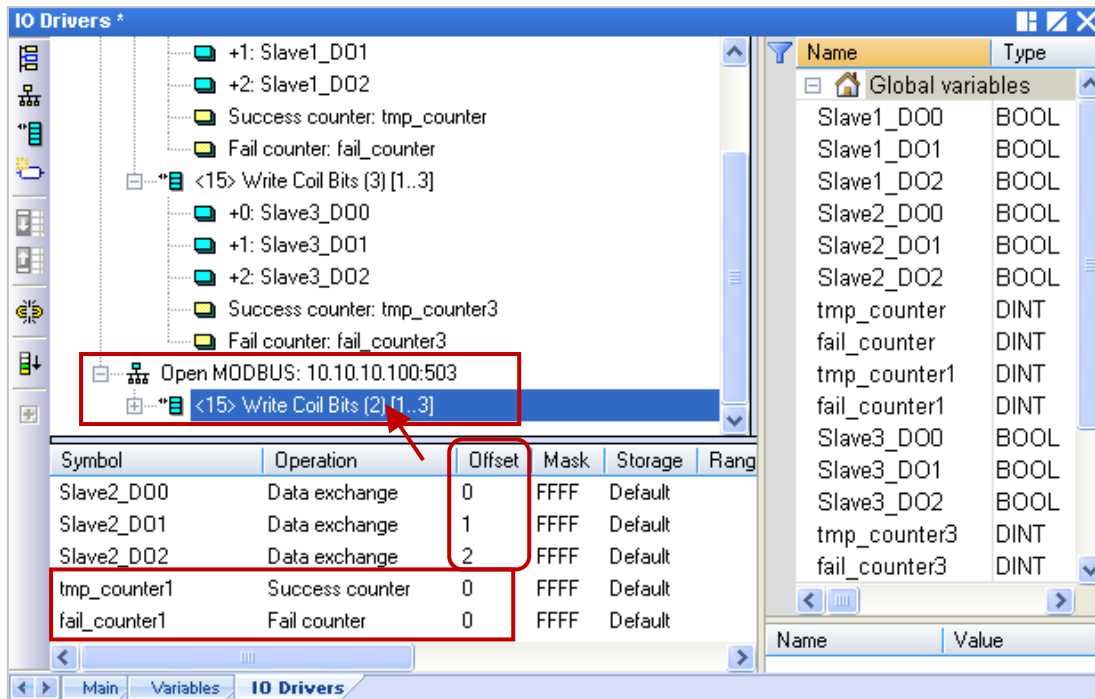 IO Drivers *
+1: Slave1_DO1
+2: Slave1_DO2
Success counter: tmp_counter
Fail counter: fail_counter
<15> Write Coil Bits (3) [1..3]
+0: Slave3_DO0
+1: Slave3_DO1
+2: Slave3_DO2
Success counter: tmp_counter3
Fail counter: fail_counter3
Open MODBUS: 10.10.10.100:503
<15> Write Coil Bits (2) [1..3]
Symbol Operation Offset Mask Storage Rang
Slave2_DO0 Data exchange 0 FFFF Default
Slave2_DO1 Data exchange 1 FFFF Default
Slave2_DO2 Data exchange 2 FFFF Default
tmp_counter1 Success counter 0 FFFF Default
fail_counter1 Fail counter 0 FFFF Default
Name Type
Global variables
Slave1_DO0 BOOL
Slave1_DO1 BOOL
Slave1_DO2 BOOL
Slave2_DO0 BOOL
Slave2_DO1 BOOL
Slave2_DO2 BOOL
tmp_counter DINT
fail_counter DINT
tmp_counter1 DINT
fail_counter1 DINT
Slave3_DO0 BOOL
Slave3_DO1 BOOL
Slave3_DO2 BOOL
tmp_counter3 DINT
fail_counter3 DINT
Name Value
Main Variables IO Drivers